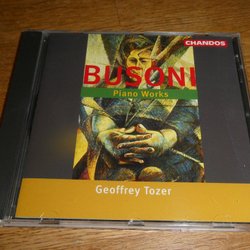 CHANDOS
BUSONI
Piano Works
Geoffrey Tozer